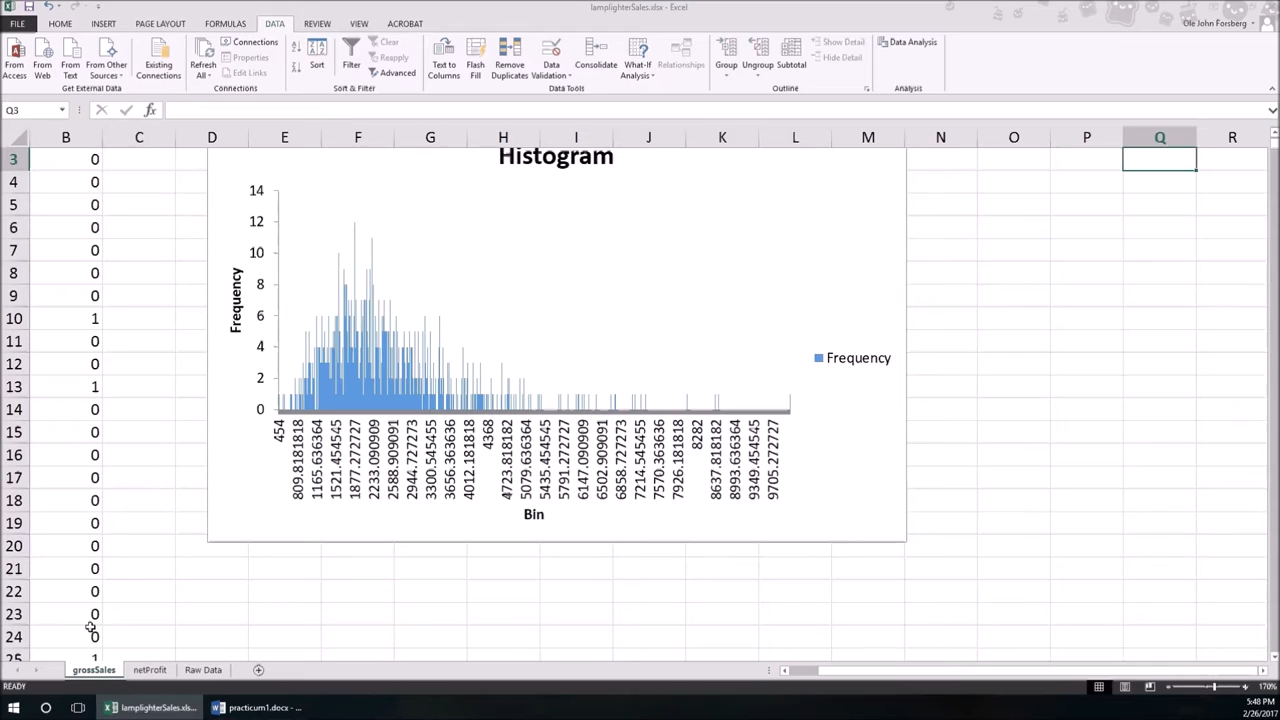 lamplighterSales.xlsx - Excel
Ole John Forsberg
FILE HOME INSERT PAGE LAYOUT FORMULAS DATA REVIEW VIEW ACROBAT
From Access
From Web
From Text
From Other Sources
Existing Connections
Get External Data
Refresh All
Connections
Properties
Edit Links
Connections
Sort
Filter
Clear
Reapply
Advanced
Sort & Filter
Text to Columns
Flash Fill
Remove Duplicates
Data Validation
Consolidate
What-If Analysis
Relationships
Data Tools
Group
Ungroup
Subtotal
Show Detail
Hide Detail
Outline
Data Analysis
Analysis
Q3
fx
B C D E F G H I J K L M N O P Q R
3 0
4 0
5 0
6 0
7 0
8 0
9 0
10 1
11 0
12 0
13 1
14 0
15 0
16 0
17 0
18 0
19 0
20 0
21 0
22 0
23 0
24 0
25 1
Histogram
Frequency
14
12
10
8
6
4
2
0
454
809.8181818
1165.636364
1521.454545
1877.272727
2233.090909
2588.909091
2944.727273
3300.545455
3656.363636
4012.181818
4368
4723.818182
5079.636364
5435.454545
5791.272727
6147.090909
6502.909091
6858.727273
7214.545455
7570.363636
7926.181818
8282
8637.818182
8993.636364
9349.454545
9705.272727
Bin
Frequency
grossSales netProfit Raw Data
READY
170%
lamplighterSales.xls...
practicum1.docx - ...
5:48 PM
2/26/2017